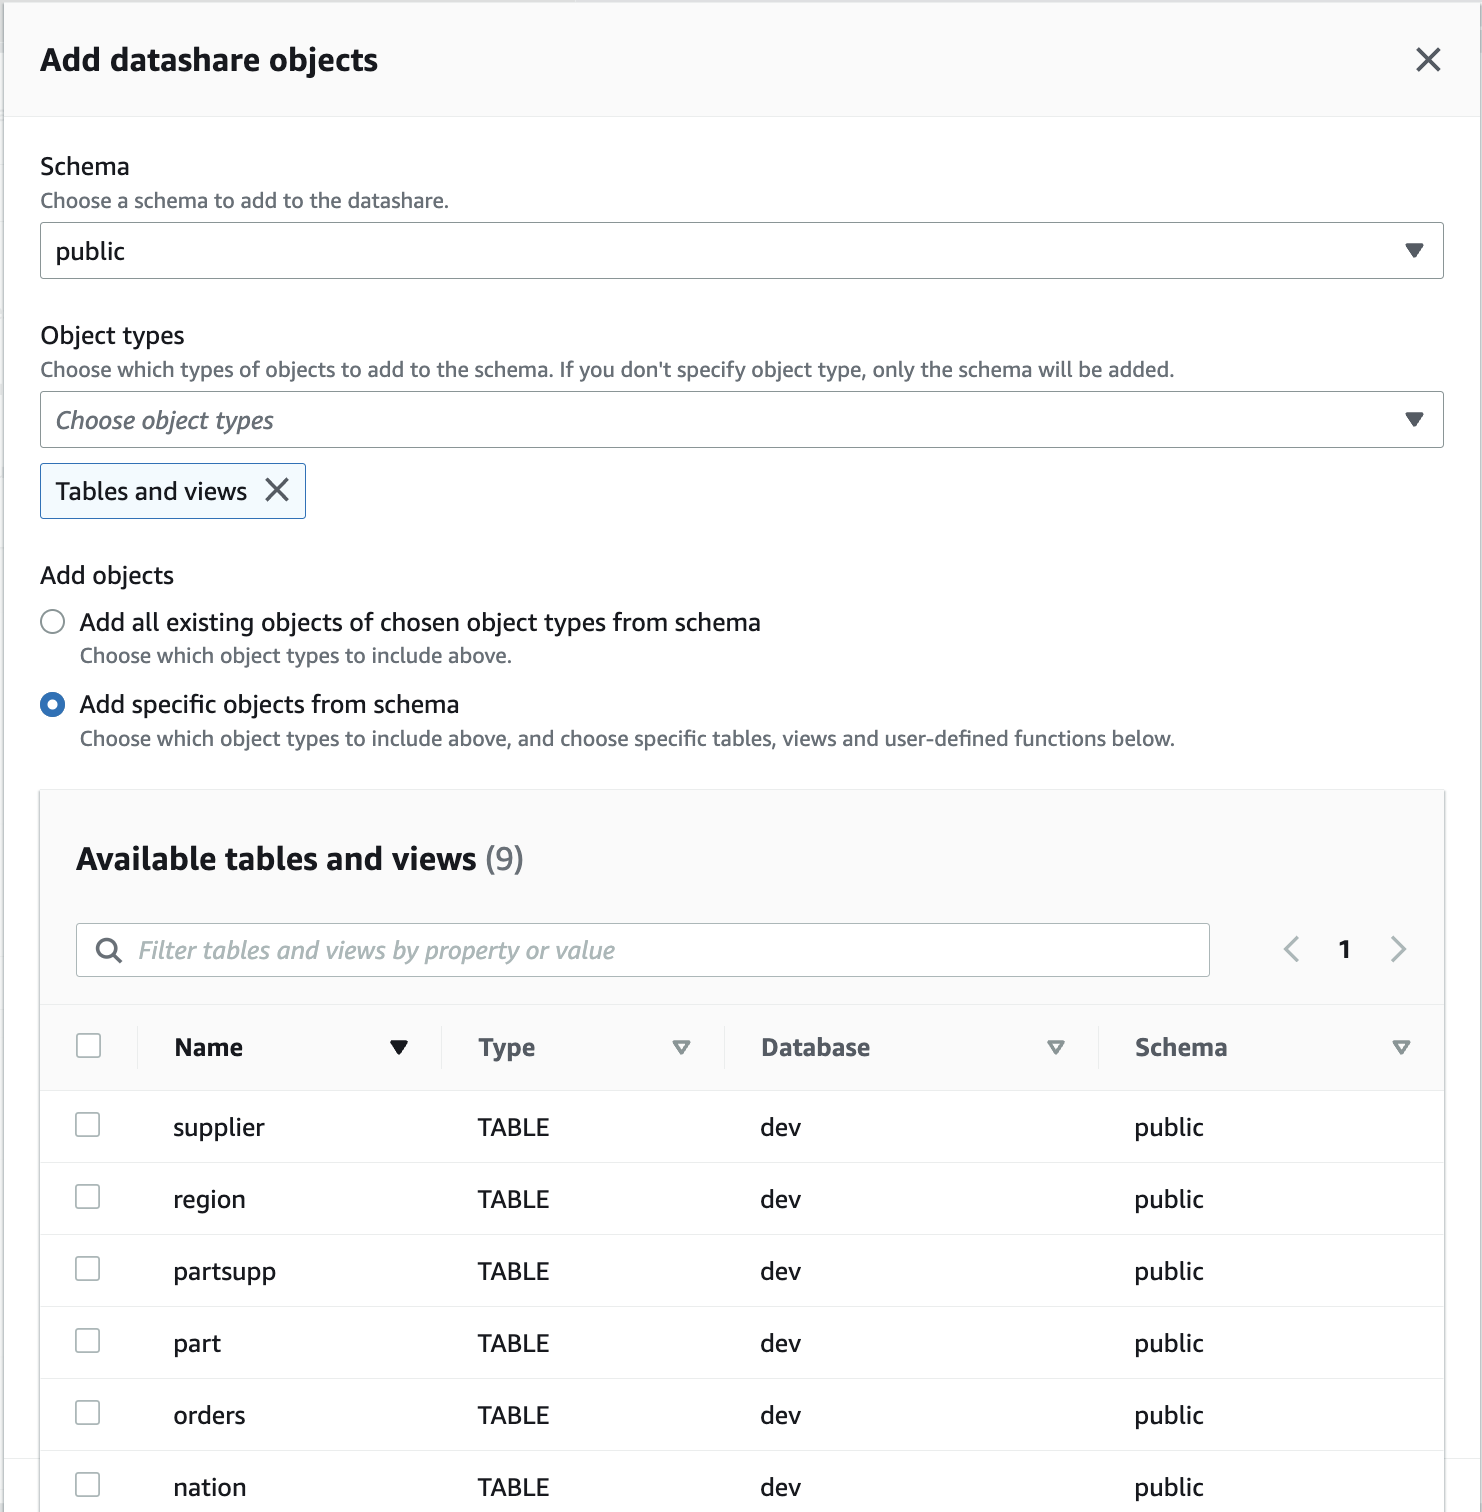 Add datashare objects
Schema
Choose a schema to add to the datashare.
public
Object types
Choose which types of objects to add to the schema. If you don't specify object type, only the schema will be added.
Choose object types
Tables and views
Add objects
Add all existing objects of chosen object types from schema
Choose which object types to include above.
Add specific objects from schema
Choose which object types to include above, and choose specific tables, views and user-defined functions below.
Available tables and views (9)
Filter tables and views by property or value 1
Name Type Database Schema
supplier TABLE dev public
region TABLE dev public
partsupp TABLE dev public
part TABLE dev public
orders TABLE dev public
nation TABLE dev public